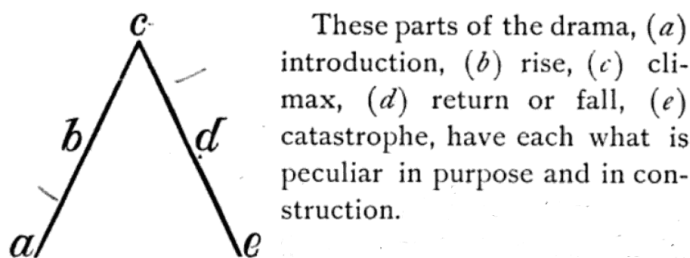 c
b
d
a
e
These parts of the drama, (a)
introduction, (b) rise, (c) cli-
max, (d) return or fall, (e)
catastrophe, have each what is
peculiar in purpose and in con-
struction.